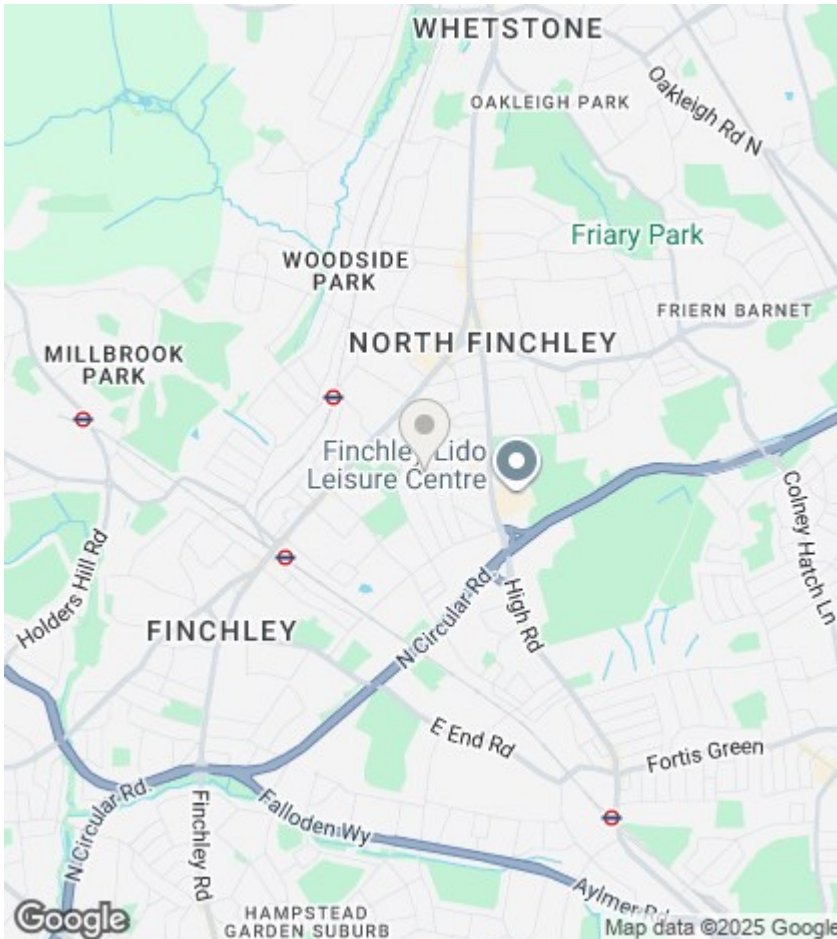 WHETSTONE
OAKLEIGH PARK
Oakleigh Rd N
Friary Park
WOODSIDE
PARK
FRIERN BARNET
NORTH FINCHLEY
MILLBROOK
PARK
Finchley Lido
Leisure Centre
Colney Hatch Ln
Holders Hill Rd
N Circular Rd
High Rd
FINCHLEY
E End Rd
Fortis Green
N Circular Rd
Finchley Rd
Falloden Wy
Aylmer Rd
HAMPSTEAD
GARDEN SUBURB
Google
Map data ©2025 Google